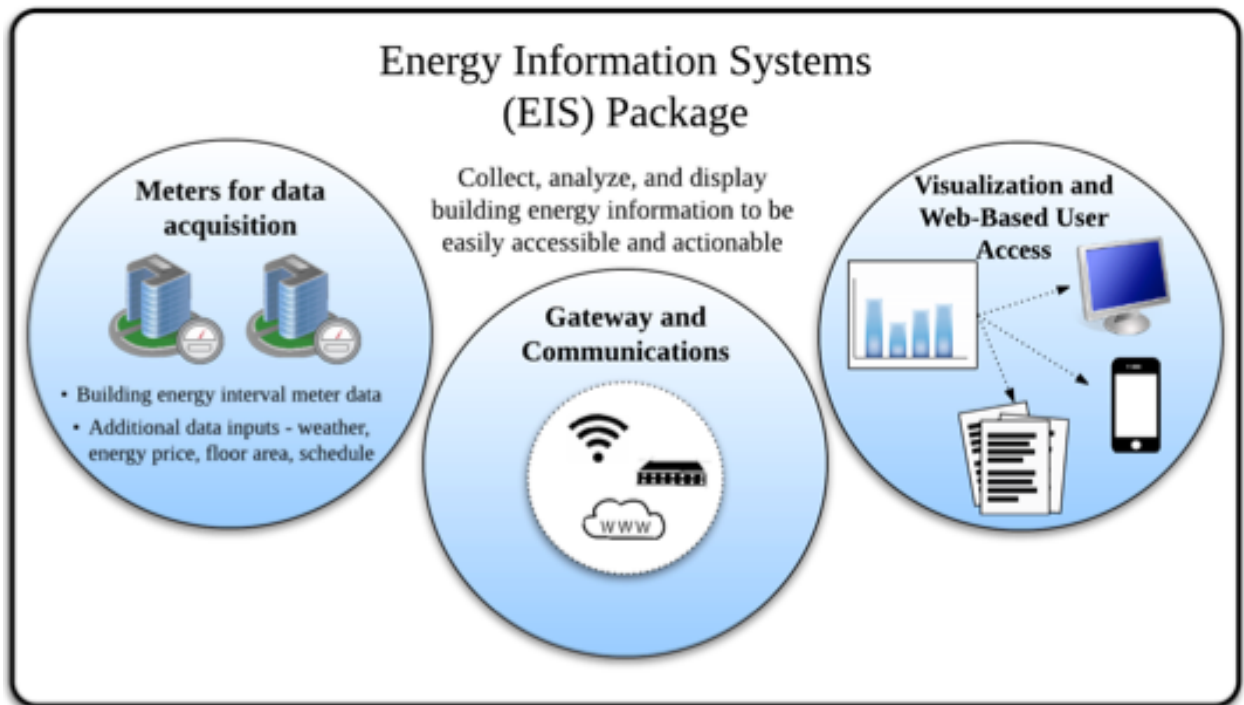 Energy Information Systems
(EIS) Package
Collect, analyze, and display
building energy information to be
easily accessible and actionable
Meters for data
acquisition
• Building energy interval meter data
• Additional data inputs - weather,
energy price, floor area, schedule
Gateway and
Communications
www
Visualization and
Web-Based User
Access